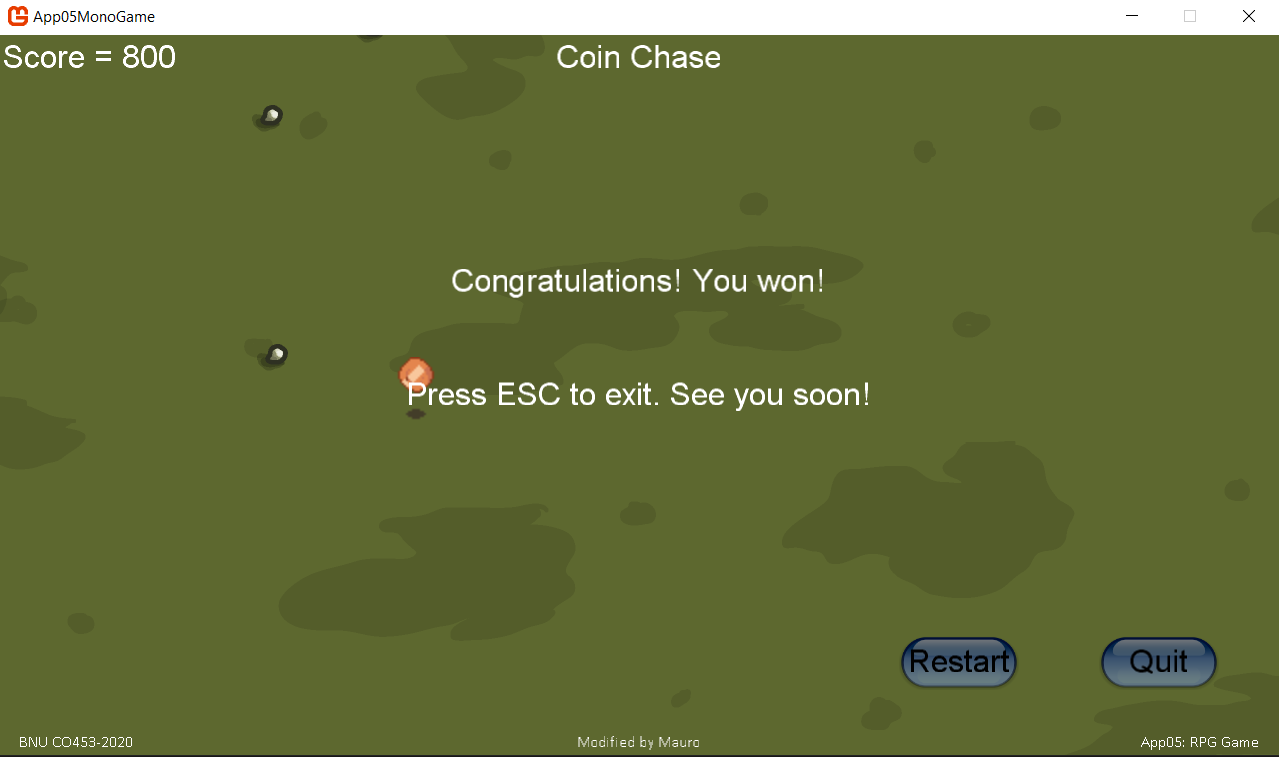 App05MonoGame
Score = 800
Coin Chase
Congratulations! You won!
Press ESC to exit. See you soon!
Restart
Quit
BNU CO453-2020
Modified by Mauro
App05: RPG Game